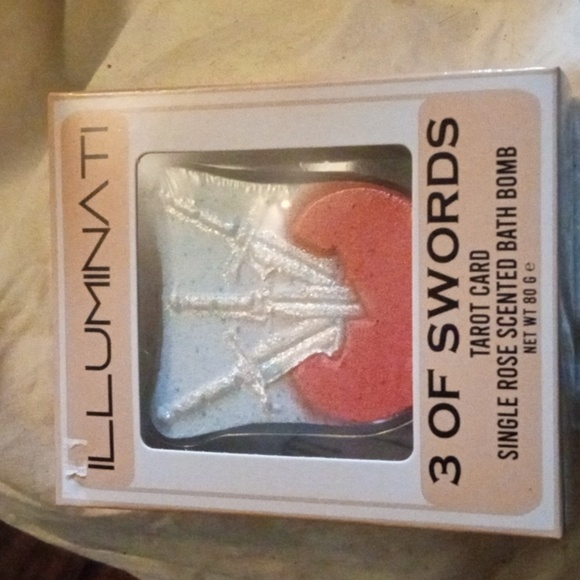 ILLUMINATI
3 OF SWORDS
TAROT CARD
SINGLE ROSE SCENTED BATH BOMB
NET WT 80 G ℮